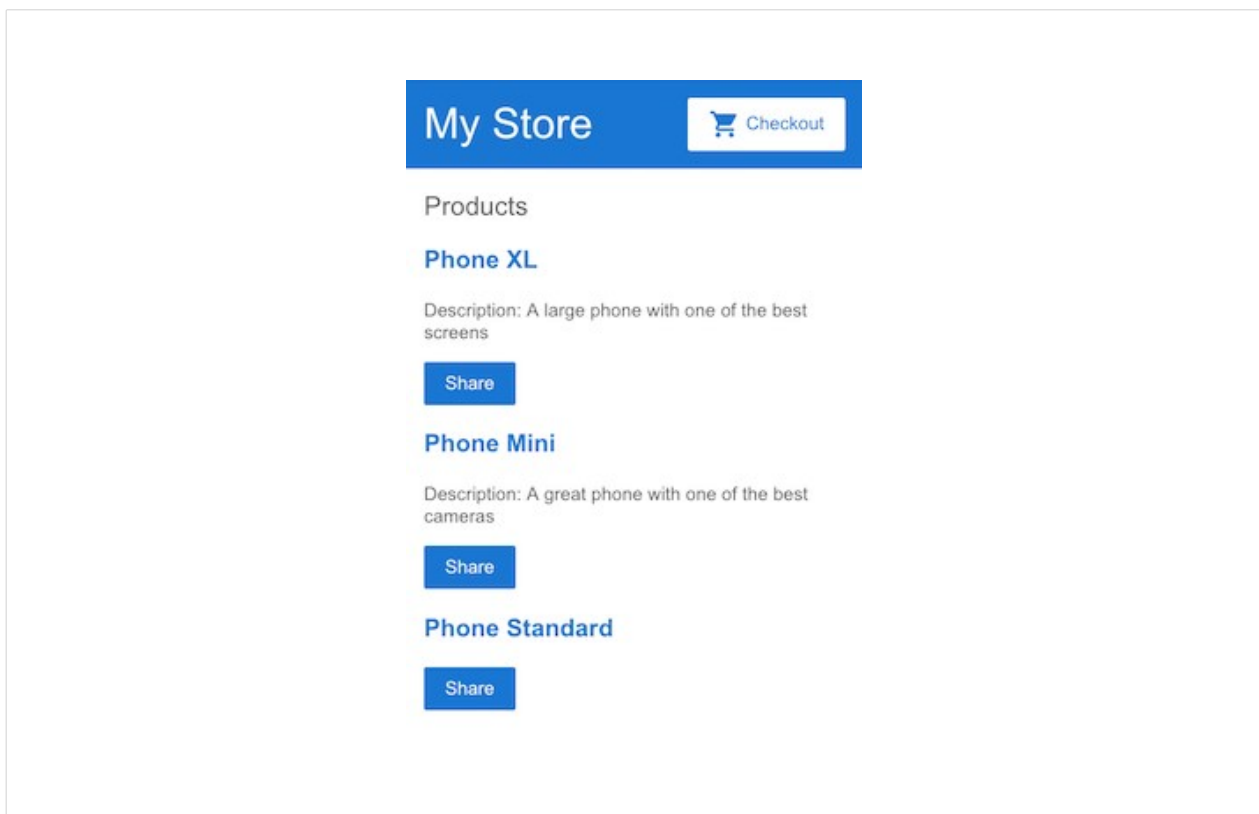 My Store
Checkout
Products
Phone XL
Description: A large phone with one of the best
screens
Share
Phone Mini
Description: A great phone with one of the best
cameras
Share
Phone Standard
Share